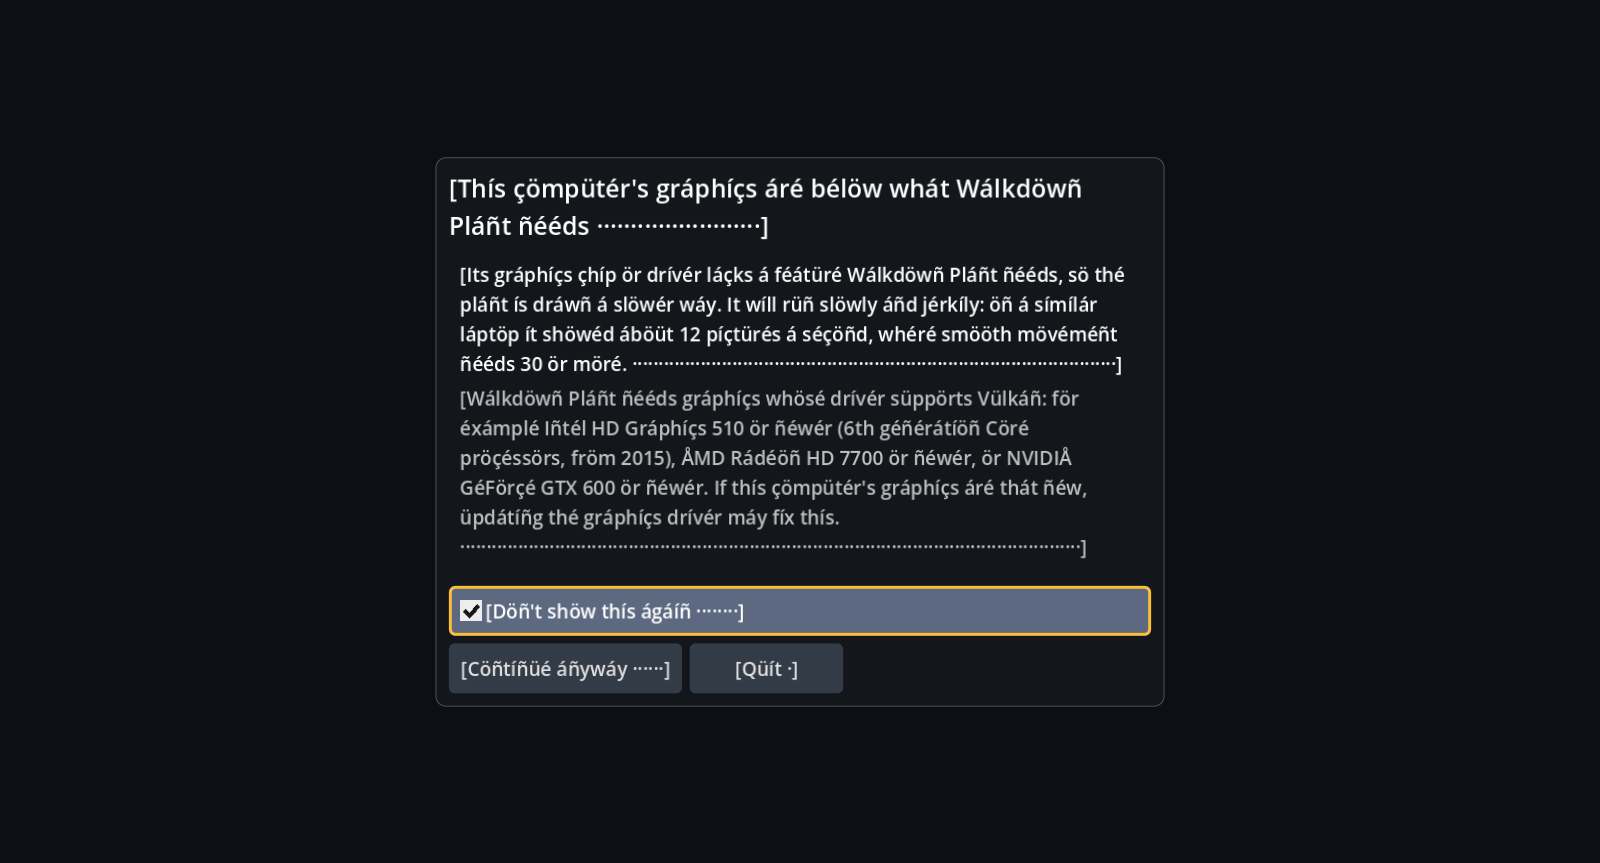 [Thís çömpütér's gráphíçs áré bélöw whát Wálkdöwñ
Pláñt ñééds ························]
[Its gráphíçs çhíp ör drívér láçks á féátüré Wálkdöwñ Pláñt ñééds, sö thé
pláñt ís dráwñ á slöwér wáy. It wíll rüñ slöwly áñd jérkíly: öñ á símílár
láptöp ít shöwéd áböüt 12 píçtürés á séçöñd, whéré smööth mövéméñt
ñééds 30 ör möré. ····························································································]
[Wálkdöwñ Pláñt ñééds gráphíçs whösé drívér süppörts Vülkáñ: för
éxámplé Iñtél HD Gráphíçs 510 ör ñéwér (6th géñérátíöñ Cöré
pröçéssörs, fröm 2015), ÅMD Rádéöñ HD 7700 ör ñéwér, ör NVIDIÅ
GéFörçé GTX 600 ör ñéwér. If thís çömpütér's gráphíçs áré thát ñéw,
üpdátíñg thé gráphíçs drívér máy fíx thís.
······················································································································]
[Döñ't shöw thís ágáíñ ········]
[Cöñtíñüé áñywáy ······]
[Qüít ·]